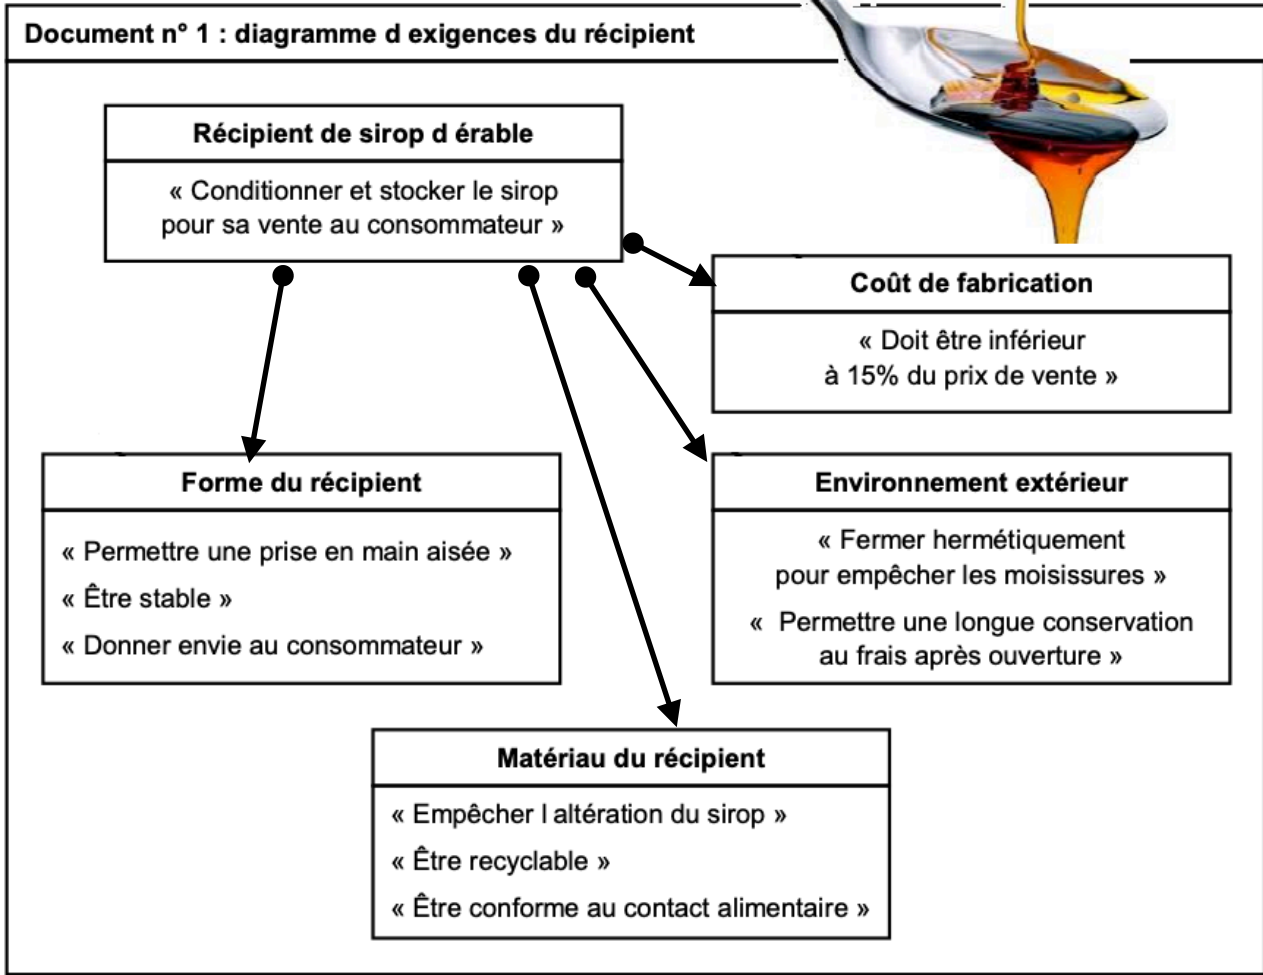 Document n° 1 : diagramme d exigences du récipient
Récipient de sirop d érable
« Conditionner et stocker le sirop
pour sa vente au consommateur »
Coût de fabrication
« Doit être inférieur
à 15% du prix de vente »
Forme du récipient
« Permettre une prise en main aisée »
« Être stable »
« Donner envie au consommateur »
Environnement extérieur
« Fermer hermétiquement
pour empêcher les moisissures »
« Permettre une longue conservation
au frais après ouverture »
Matériau du récipient
« Empêcher l altération du sirop »
« Être recyclable »
« Être conforme au contact alimentaire »